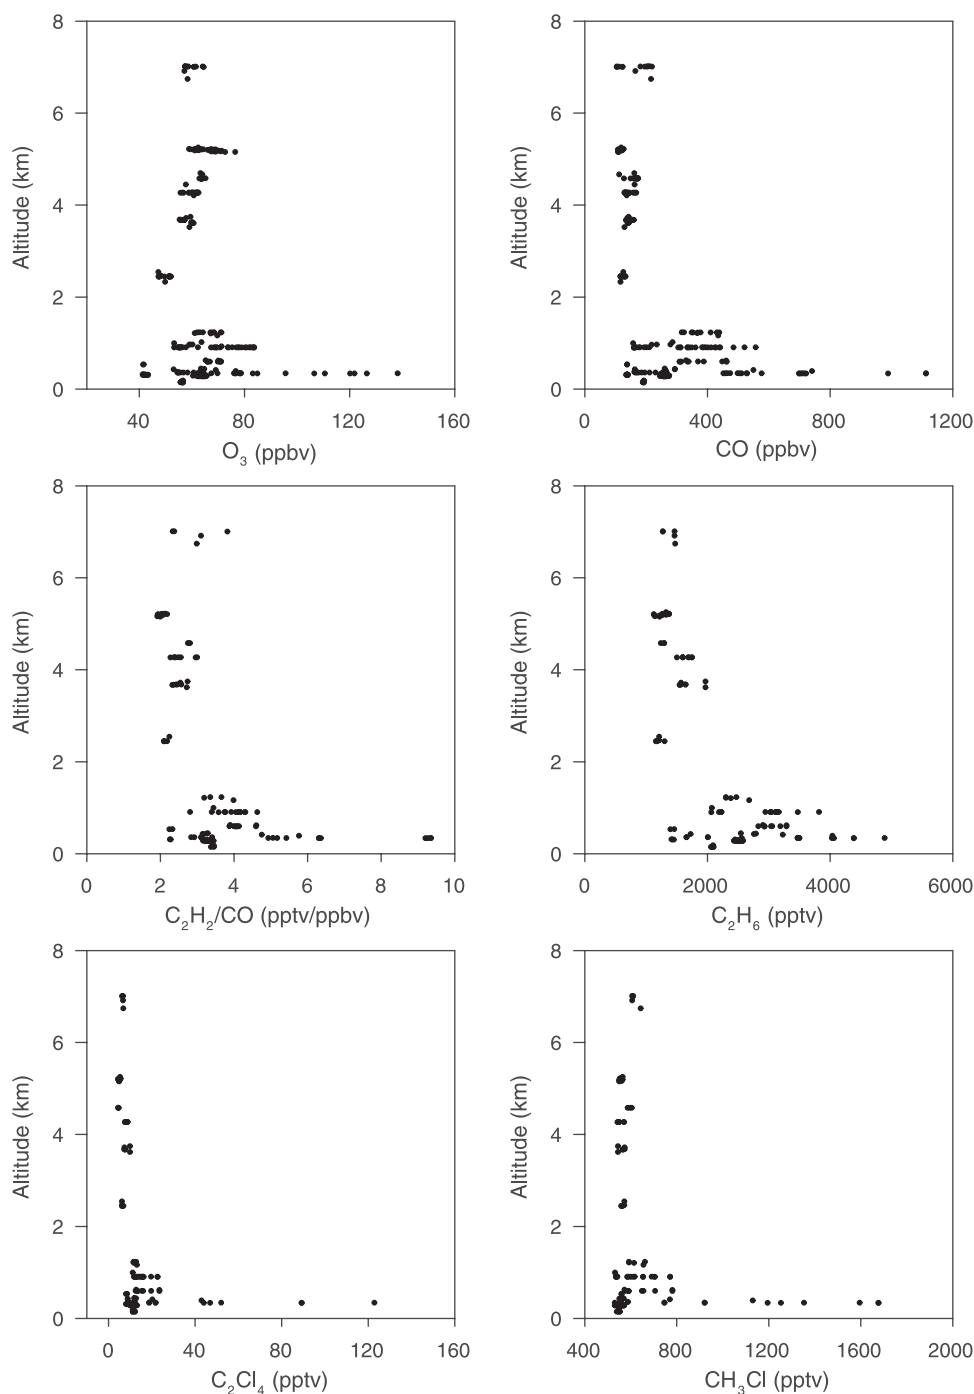 8
6
4
2
0
Altitude (km)
40 80 120 160
O₃ (ppbv)
8
6
4
2
0
Altitude (km)
0 400 800 1200
CO (ppbv)
8
6
4
2
0
Altitude (km)
0 2 4 6 8 10
C₂H₂/CO (pptv/ppbv)
8
6
4
2
0
Altitude (km)
0 2000 4000 6000
C₂H₆ (pptv)
8
6
4
2
0
Altitude (km)
0 40 80 120 160
C₂Cl₄ (pptv)
8
6
4
2
0
Altitude (km)
400 800 1200 1600 2000
CH₃Cl (pptv)